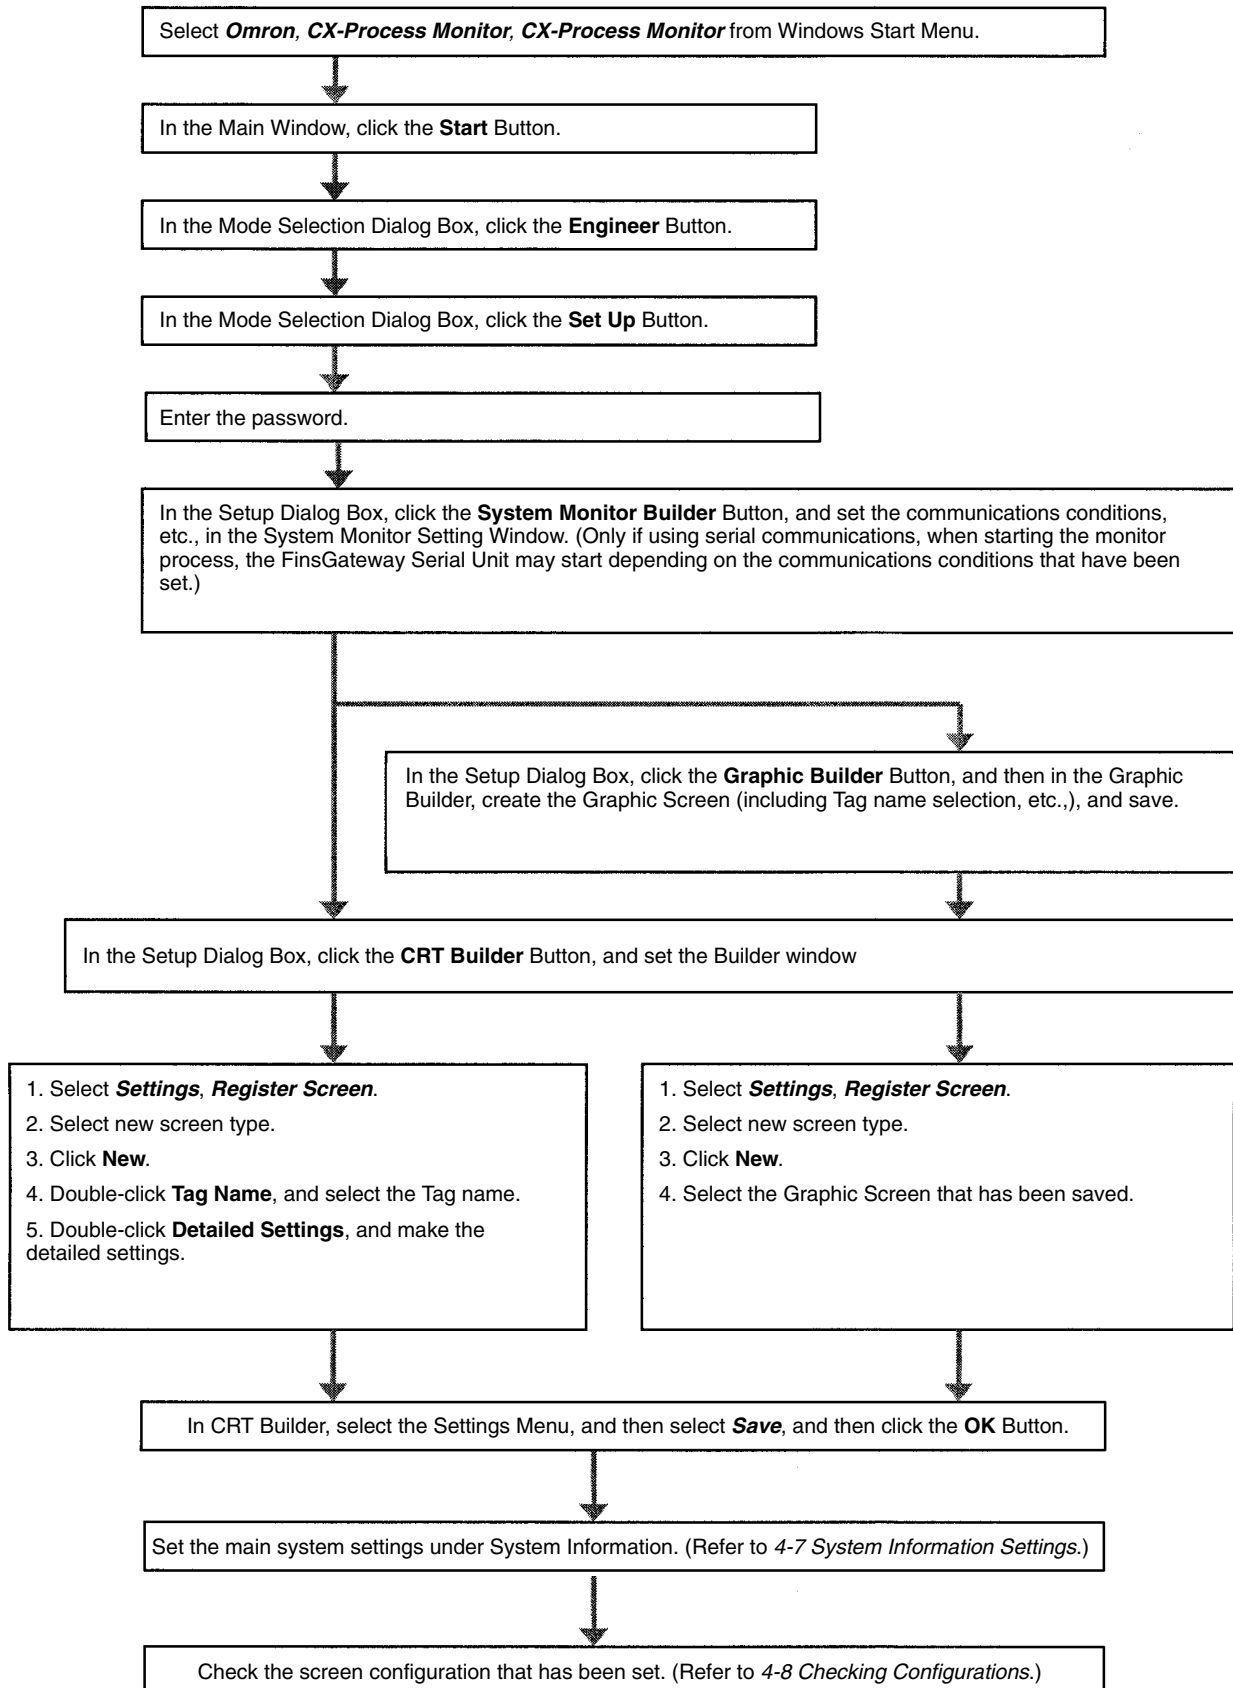 Select Omron, CX-Process Monitor, CX-Process Monitor from Windows Start Menu.
In the Main Window, click the Start Button.
In the Mode Selection Dialog Box, click the Engineer Button.
In the Mode Selection Dialog Box, click the Set Up Button.
Enter the password.
In the Setup Dialog Box, click the System Monitor Builder Button, and set the communications conditions,
etc., in the System Monitor Setting Window. (Only if using serial communications, when starting the monitor
process, the FinsGateway Serial Unit may start depending on the communications conditions that have been
set.)
In the Setup Dialog Box, click the Graphic Builder Button, and then in the Graphic
Builder, create the Graphic Screen (including Tag name selection, etc.,), and save.
In the Setup Dialog Box, click the CRT Builder Button, and set the Builder window
1. Select Settings, Register Screen.
2. Select new screen type.
3. Click New.
4. Double-click Tag Name, and select the Tag name.
5. Double-click Detailed Settings, and make the
detailed settings.
1. Select Settings, Register Screen.
2. Select new screen type.
3. Click New.
4. Select the Graphic Screen that has been saved.
In CRT Builder, select the Settings Menu, and then select Save, and then click the OK Button.
Set the main system settings under System Information. (Refer to 4-7 System Information Settings.)
Check the screen configuration that has been set. (Refer to 4-8 Checking Configurations.)